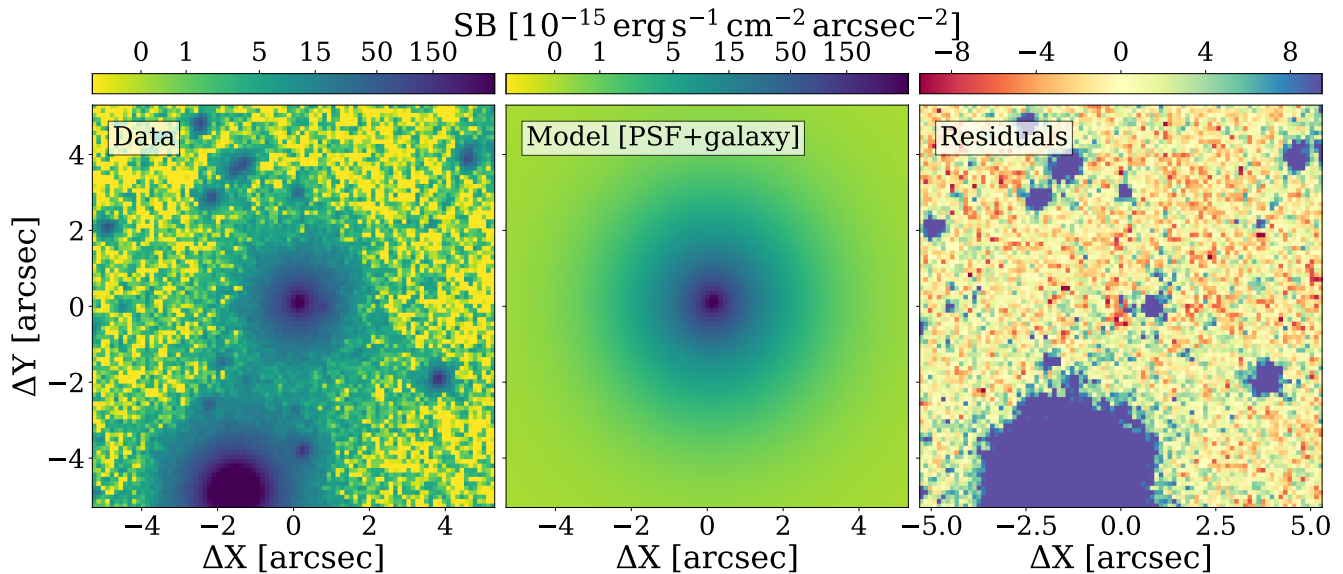 SB [10⁻¹⁵ erg s⁻¹ cm⁻² arcsec⁻²]
0 1 5 15 50 150
0 1 5 15 50 150
−8 −4 0 4 8
Data
Model [PSF+galaxy]
Residuals
ΔY [arcsec]
4
2
0
−2
−4
−4 −2 0 2 4
−4 −2 0 2 4
−5.0 −2.5 0.0 2.5 5.0
ΔX [arcsec]
ΔX [arcsec]
ΔX [arcsec]